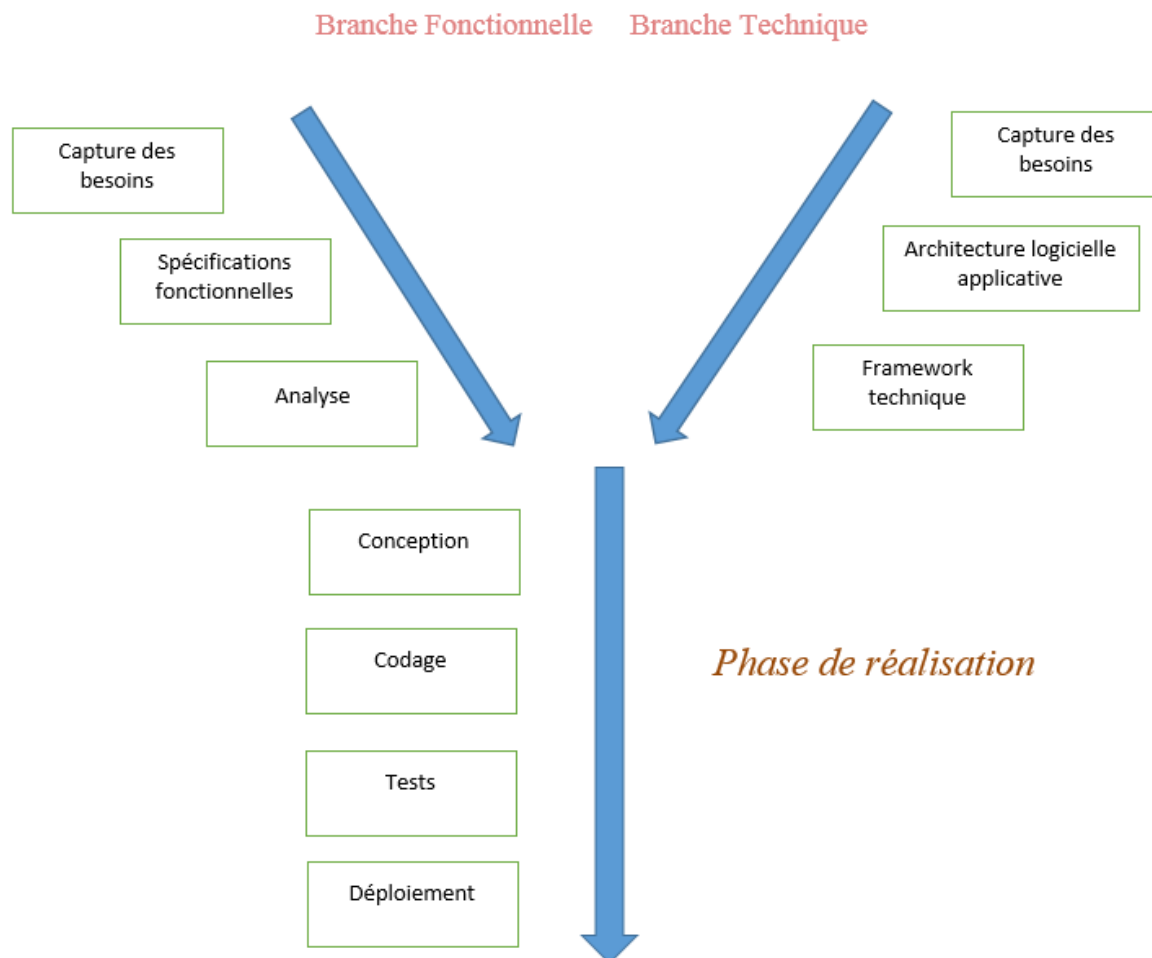 Branche Fonctionnelle Branche Technique
Capture des
besoins
Spécifications
fonctionnelles
Analyse
Capture des
besoins
Architecture logicielle
applicative
Framework
technique
Conception
Codage
Tests
Déploiement
Phase de réalisation